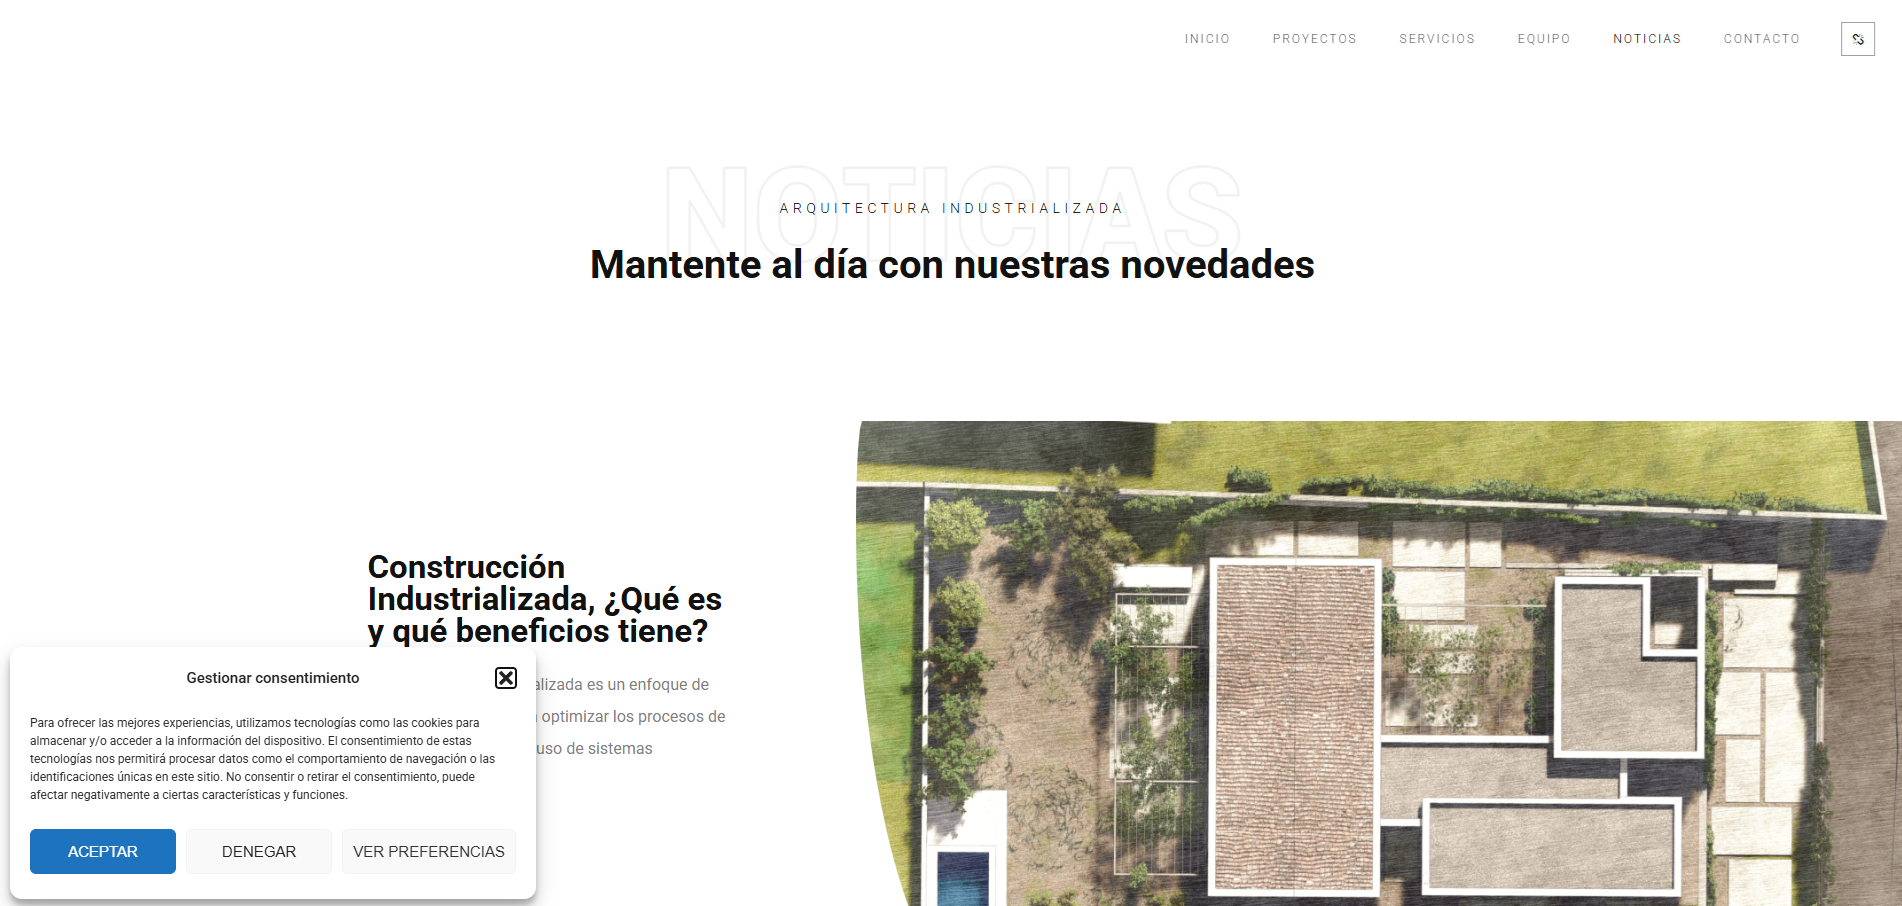 INICIO
PROYECTOS
SERVICIOS
EQUIPO
NOTICIAS
CONTACTO
NOTICIAS
ARQUITECTURA INDUSTRIALIZADA
Mantente al día con nuestras novedades
Construcción
Industrializada, ¿Qué es
y qué beneficios tiene?
es un enfoque de
optimizar los procesos de
uso de sistemas
Gestionar consentimiento
Para ofrecer las mejores experiencias, utilizamos tecnologías como las cookies para
almacenar y/o acceder a la información del dispositivo. El consentimiento de estas
tecnologías nos permitirá procesar datos como el comportamiento de navegación o las
identificaciones únicas en este sitio. No consentir o retirar el consentimiento, puede
afectar negativamente a ciertas características y funciones.
ACEPTAR
DENEGAR
VER PREFERENCIAS